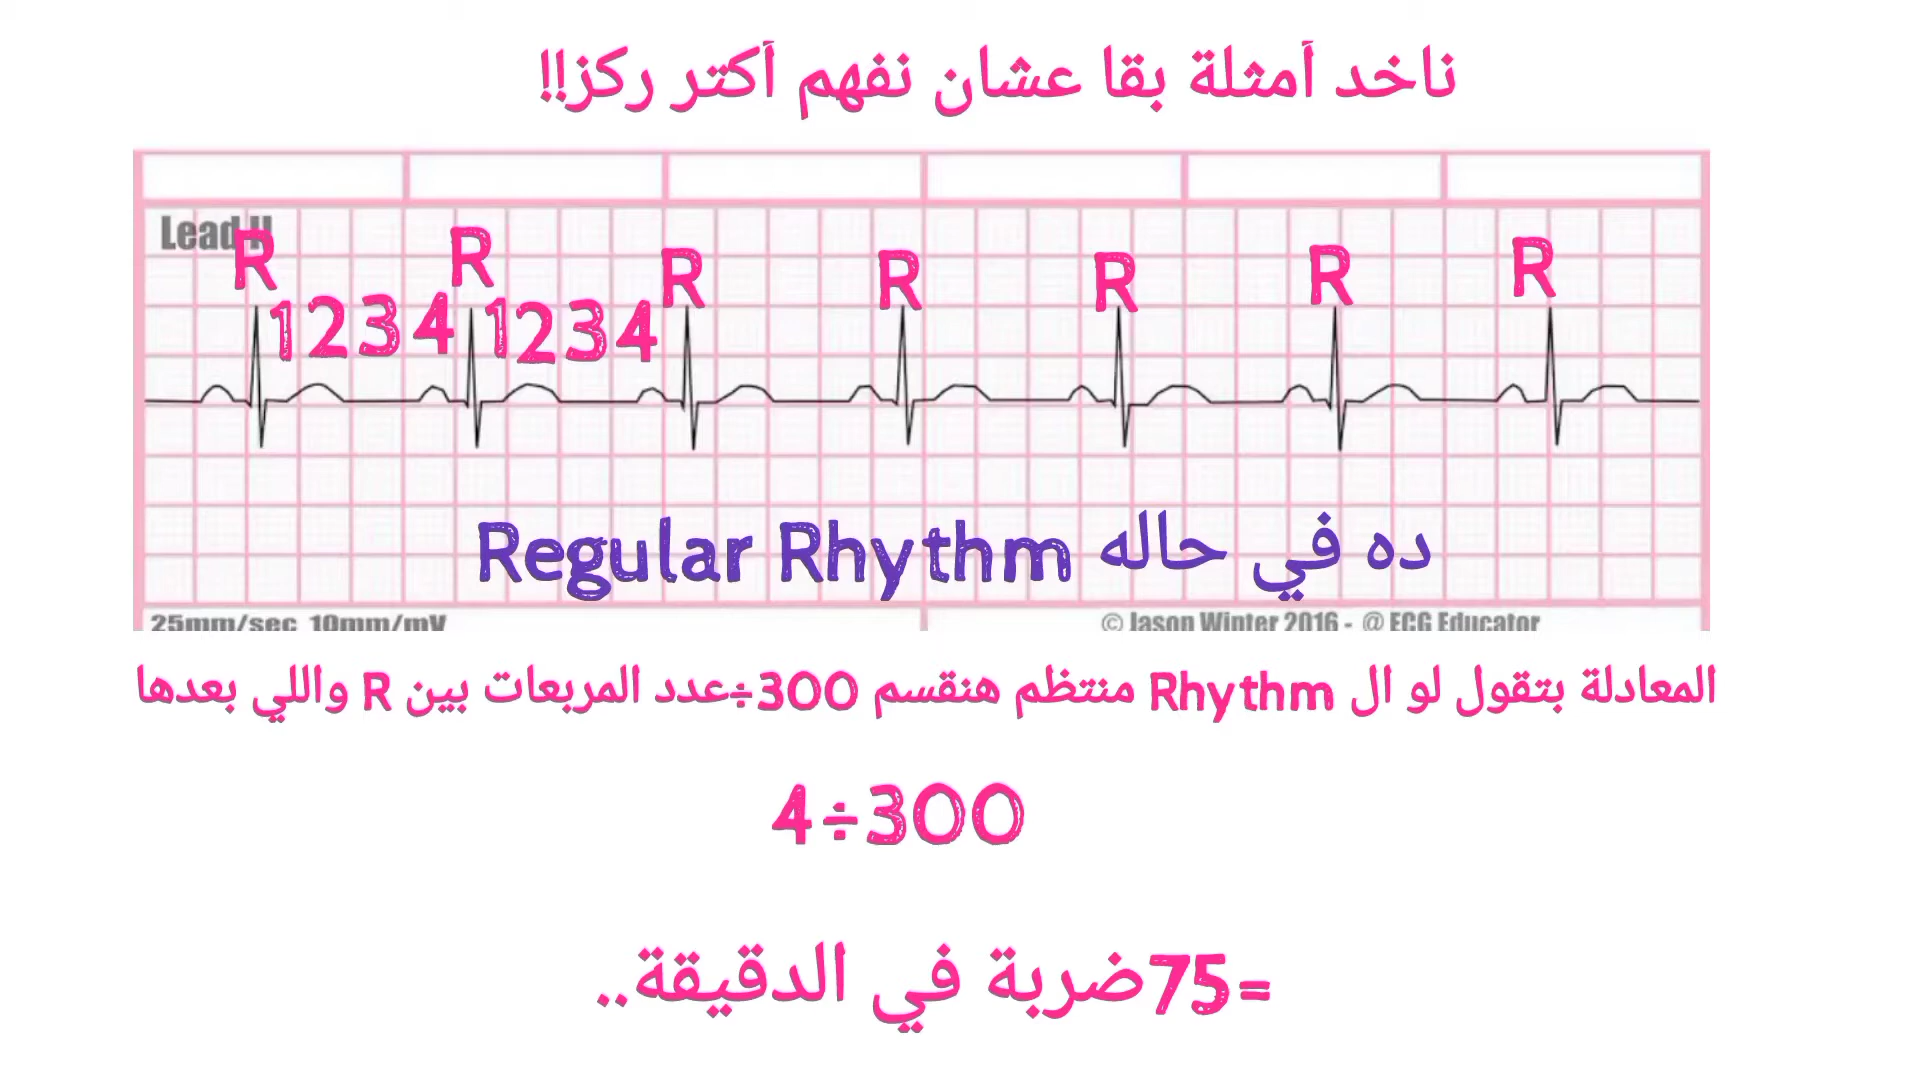 ناخد أمثلة بقا عشان نفهم أكتر ركز!!
Lead II
R R R R R R R
1234 1234
ده في حاله Regular Rhythm
25mm/sec 10mm/mV © Jason Winter 2016 - @ ECG Educator
المعادلة بتقول لو ال Rhythm منتظم هنقسم 300÷عدد المربعات بين R واللي بعدها
4÷300
=75ضربة في الدقيقة..